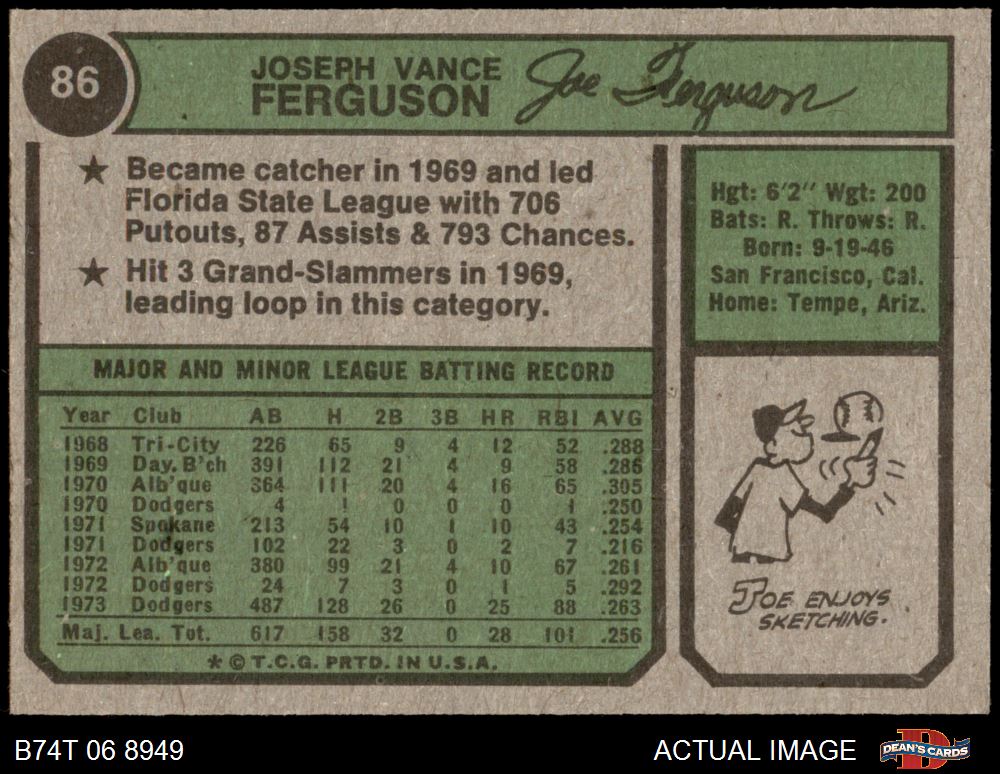 86
JOSEPH VANCE
FERGUSON
Joe Ferguson
★ Became catcher in 1969 and led
Florida State League with 706
Putouts, 87 Assists & 793 Chances.
★ Hit 3 Grand-Slammers in 1969,
leading loop in this category.
Hgt: 6'2" Wgt: 200
Bats: R. Throws: R.
Born: 9-19-46
San Francisco, Cal.
Home: Tempe, Ariz.
MAJOR AND MINOR LEAGUE BATTING RECORD
Year Club AB H 2B 3B HR RBI AVG
1968 Tri-City 226 65 9 4 12 52 .288
1969 Day. B'ch 391 112 21 4 9 58 .286
1970 Alb'que 364 111 20 4 16 65 .305
1970 Dodgers 4 1 0 0 0 1 .250
1971 Spokane 213 54 10 1 10 43 .254
1971 Dodgers 102 22 3 0 2 7 .216
1972 Alb'que 380 99 21 4 10 67 .261
1972 Dodgers 24 7 3 0 1 5 .292
1973 Dodgers 487 128 26 0 25 88 .263
Maj. Lea. Tot. 617 158 32 0 28 101 .256
★ © T.C.G. PRTD. IN U.S.A.
JOE ENJOYS
SKETCHING.
B74T 06 8949
ACTUAL IMAGE
DEAN'S CARDS